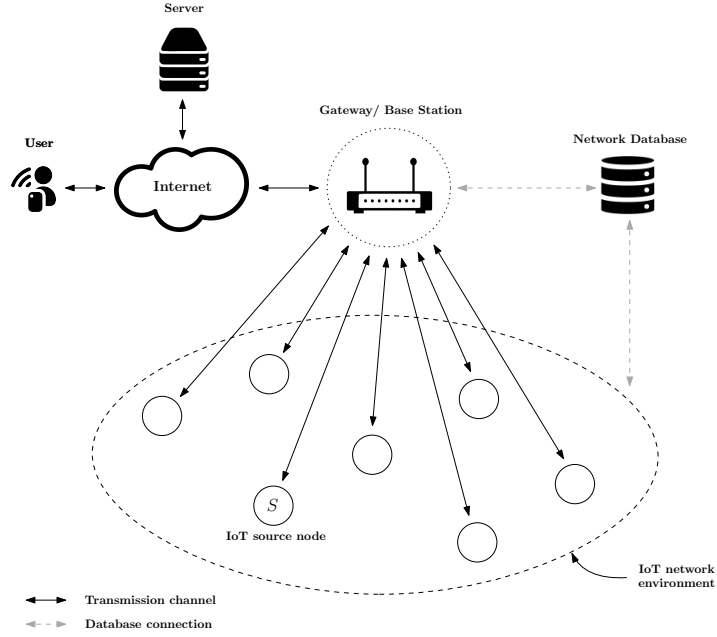 Server
Gateway/ Base Station
User
Network Database
Internet
S
IoT source node
IoT network
environment
Transmission channel
Database connection